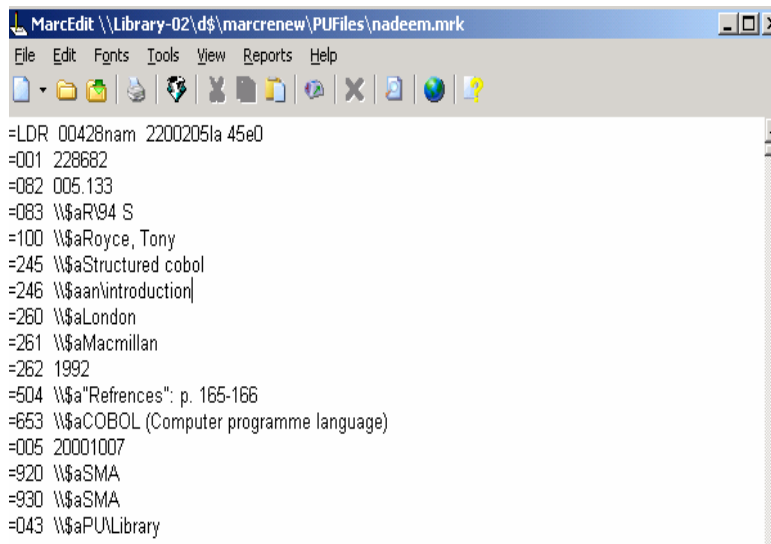 MarcEdit \\Library-02\d$\marcrenew\PUFiles\nadeem.mrk
File Edit Fonts Tools View Reports Help
=LDR 00428nam 2200205la 45e0
=001 228682
=082 005.133
=083 \\$aR\94 S
=100 \\$aRoyce, Tony
=245 \\$aStructured cobol
=246 \\$aan\introduction
=260 \\$aLondon
=261 \\$aMacmillan
=262 1992
=504 \\$a"Refrences": p. 165-166
=653 \\$aCOBOL (Computer programme language)
=005 20001007
=920 \\$aSMA
=930 \\$aSMA
=043 \\$aPU\Library